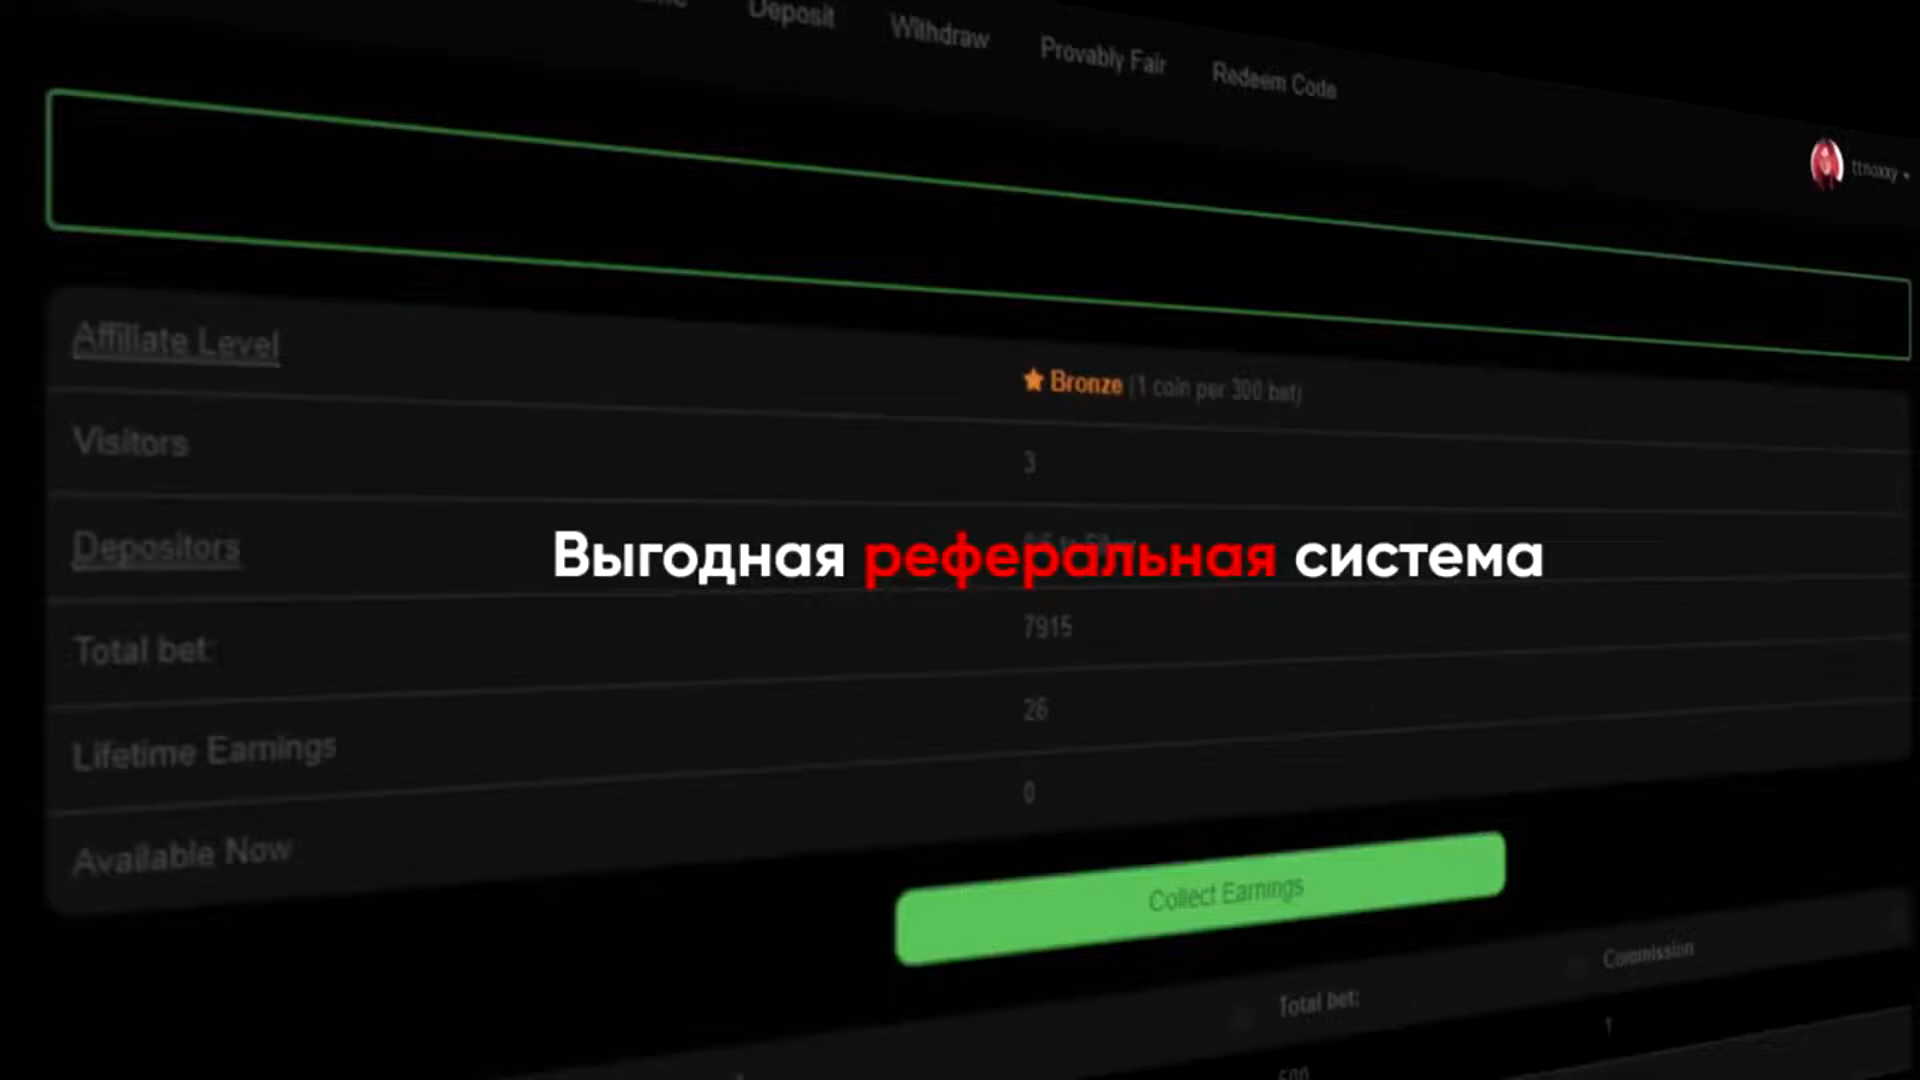 Deposit
Withdraw
Provably Fair
Redeem Code
ttnoxxy
Affiliate Level
★ Bronze (1 coin per 300 bet)
Visitors
3
Depositors
Выгодная реферальная система
Total bet:
7915
Lifetime Earnings
26
Available Now
0
Collect Earnings
Total bet:
Commission
1